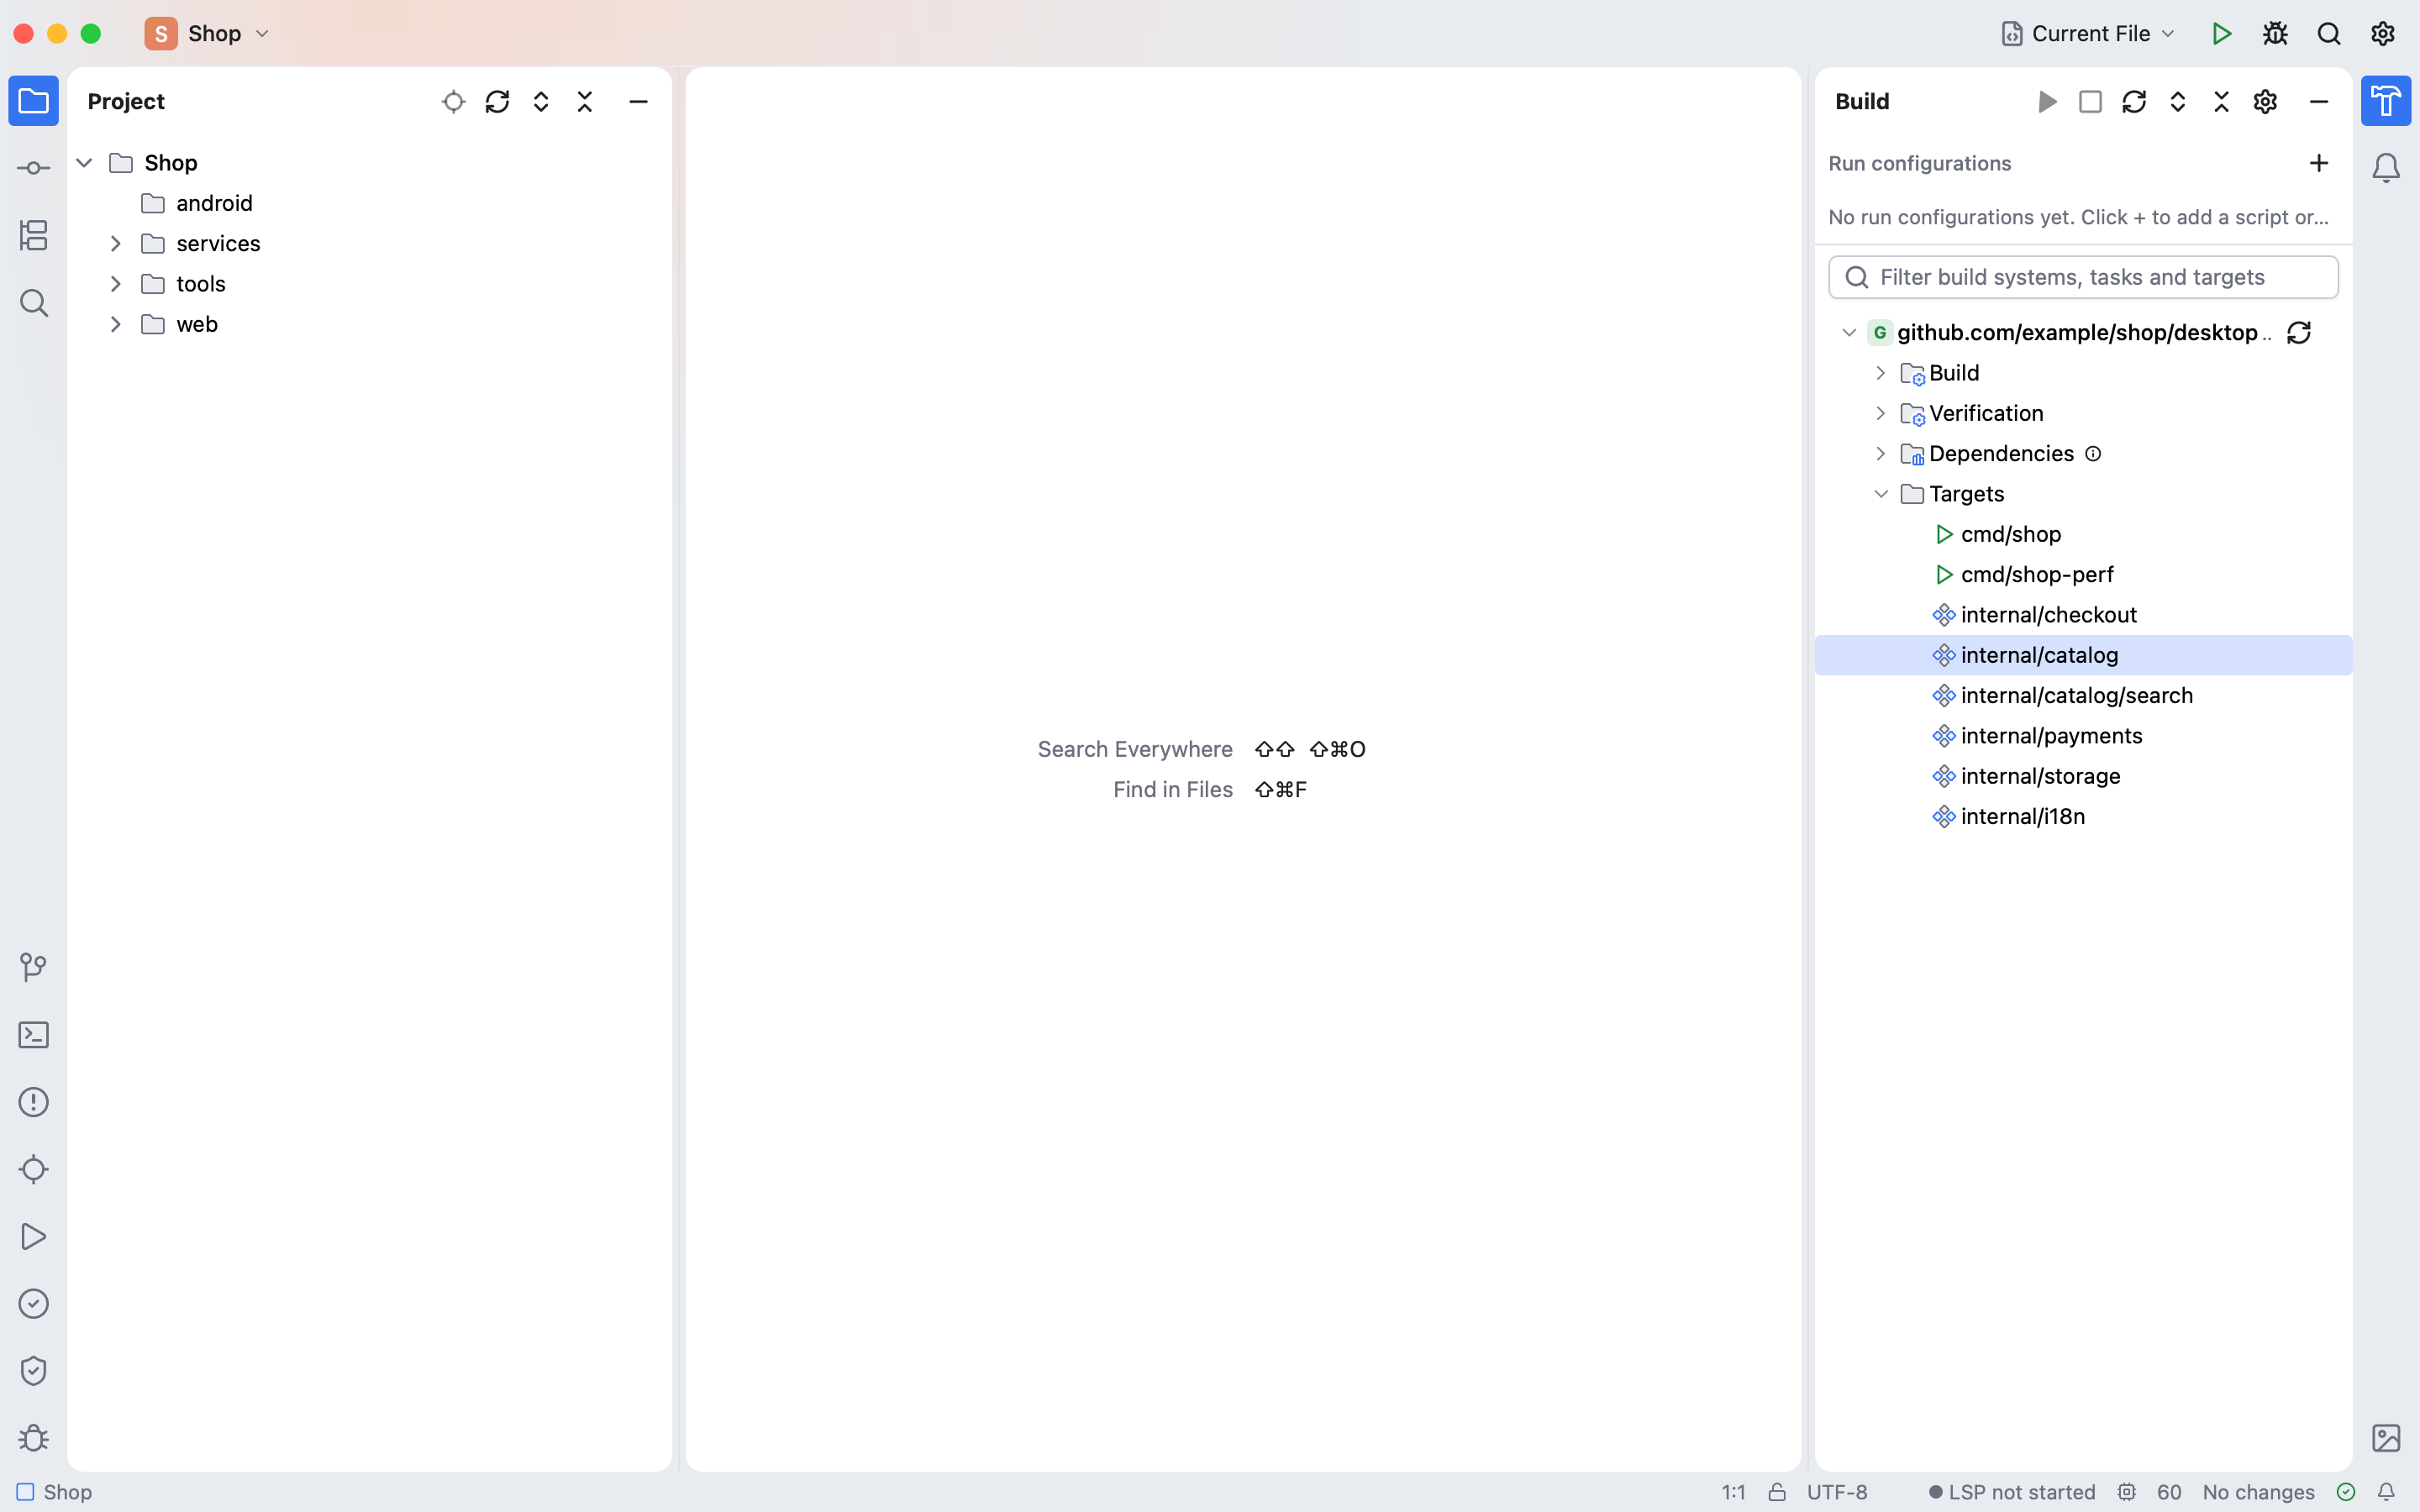 S Shop
Current File
Project
Shop
android
services
tools
web
Search Everywhere ⇧⇧ ⇧⌘O
Find in Files ⇧⌘F
Build
Run configurations
No run configurations yet. Click + to add a script or...
Filter build systems, tasks and targets
G github.com/example/shop/desktop ..
Build
Verification
Dependencies
Targets
cmd/shop
cmd/shop-perf
internal/checkout
internal/catalog
internal/catalog/search
internal/payments
internal/storage
internal/i18n
Shop
1:1 UTF-8 LSP not started 60 No changes